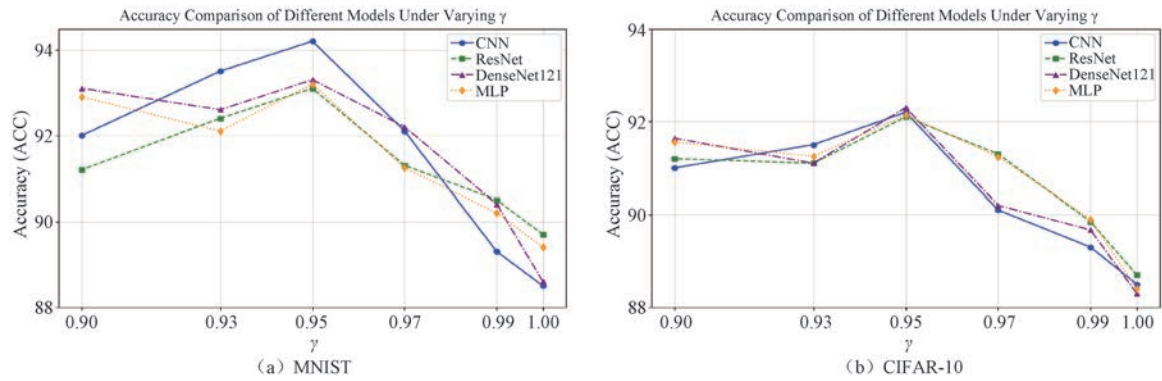 Accuracy Comparison of Different Models Under Varying γ
94
92
90
88
Accuracy (ACC)
CNN
ResNet
DenseNet121
MLP
0.90 0.93 0.95 0.97 0.99 1.00
γ
（a）MNIST
Accuracy Comparison of Different Models Under Varying γ
94
92
90
88
Accuracy (ACC)
CNN
ResNet
DenseNet121
MLP
0.90 0.93 0.95 0.97 0.99 1.00
γ
（b）CIFAR-10